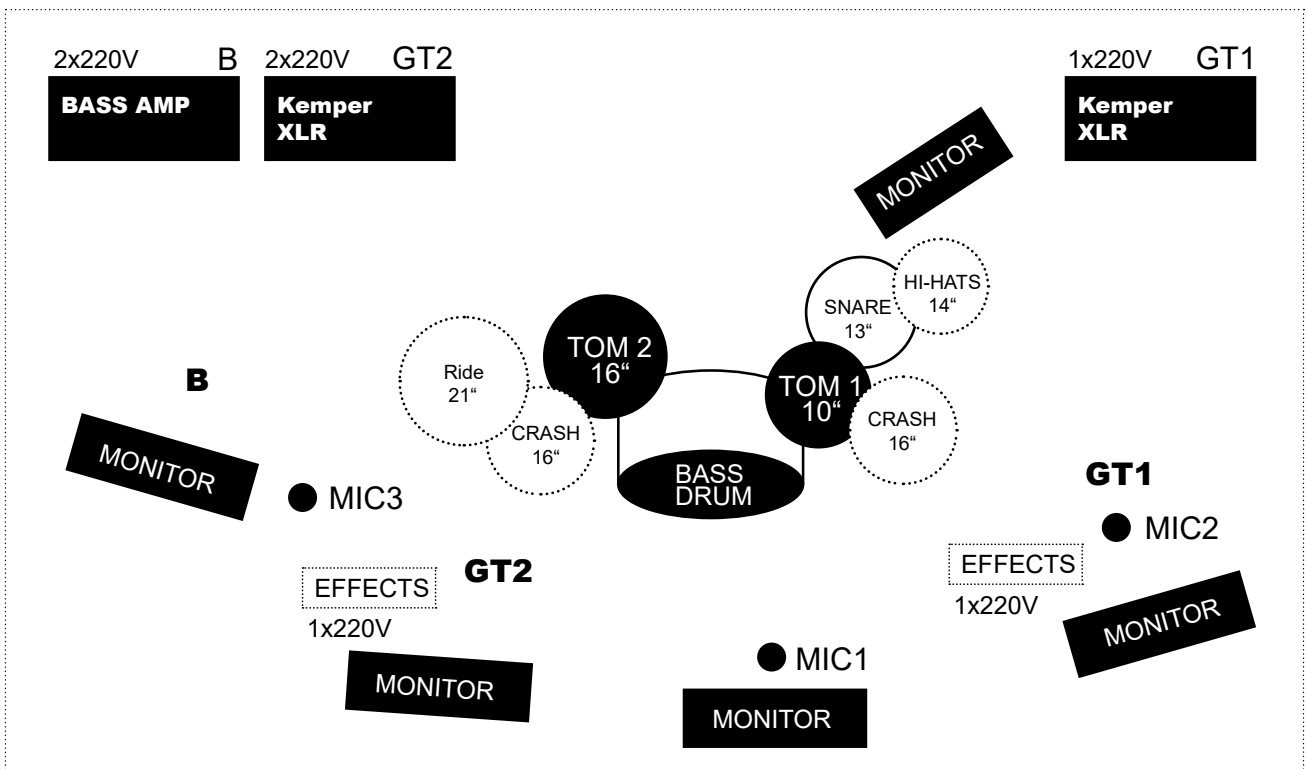 2x220V B 2x220V GT2 1x220V GT1
BASS AMP
Kemper
XLR
Kemper
XLR
MONITOR
HI-HATS
14“
SNARE
13“
TOM 2
16“
TOM 1
10“
Ride
21“
CRASH
16“
CRASH
16“
BASS
DRUM
B
MONITOR
MIC3
GT1
MIC2
EFFECTS
1x220V
MONITOR
GT2
EFFECTS
1x220V
MONITOR
MIC1
MONITOR